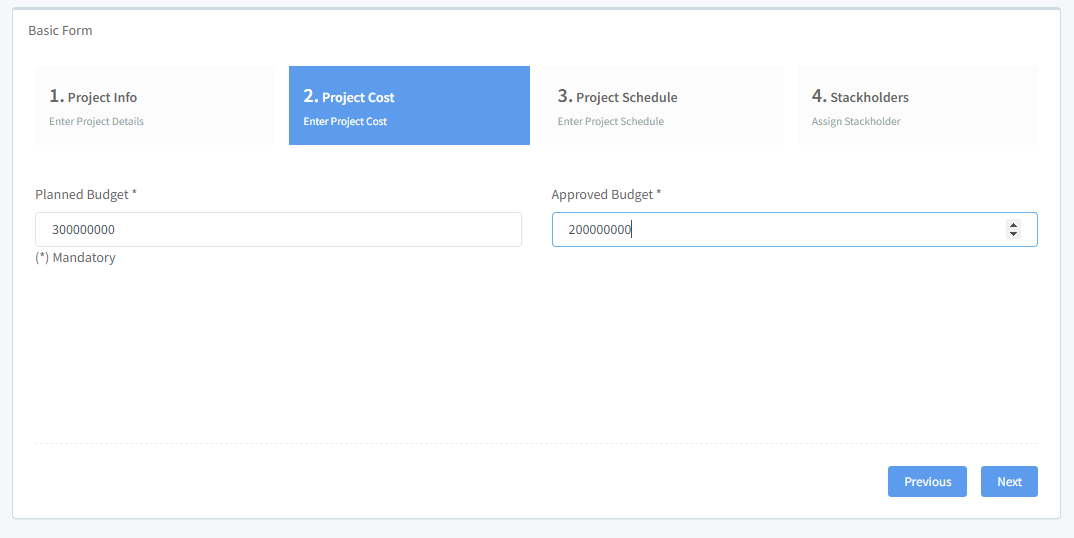 Basic Form
1. Project Info
Enter Project Details
2. Project Cost
Enter Project Cost
3. Project Schedule
Enter Project Schedule
4. Stackholders
Assign Stackholder
Planned Budget *
300000000
(*) Mandatory
Approved Budget *
200000000
Previous
Next